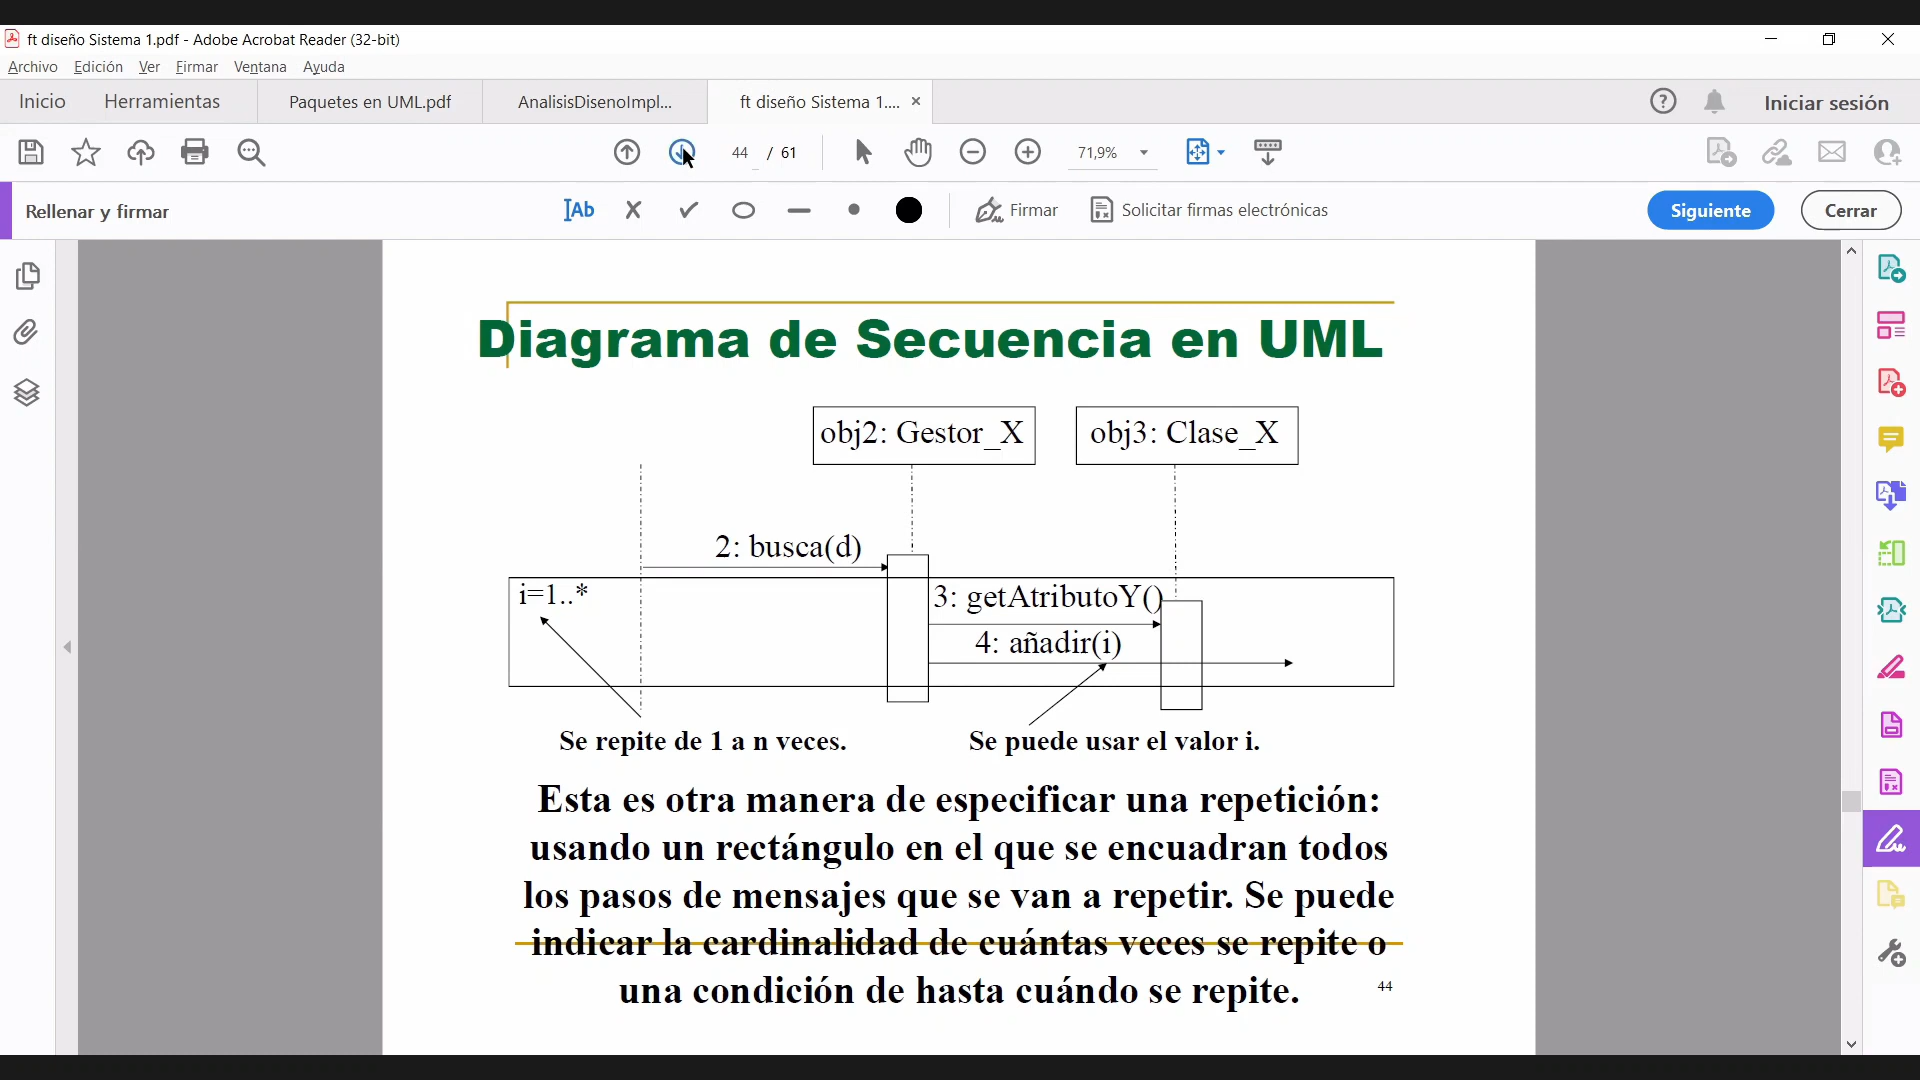 ft diseño Sistema 1.pdf - Adobe Acrobat Reader (32-bit)
Archivo Edición Ver Firmar Ventana Ayuda
Inicio Herramientas Paquetes en UML.pdf AnalisisDisenoImpl... ft diseño Sistema 1.... × Iniciar sesión
44 / 61 71,9%
Rellenar y firmar Ab Firmar Solicitar firmas electrónicas Siguiente Cerrar
Diagrama de Secuencia en UML
obj2: Gestor_X obj3: Clase_X
2: busca(d)
i=1..* 3: getAtributoY()
4: añadir(i)
Se repite de 1 a n veces. Se puede usar el valor i.
Esta es otra manera de especificar una repetición:
usando un rectángulo en el que se encuadran todos
los pasos de mensajes que se van a repetir. Se puede
indicar la cardinalidad de cuántas veces se repite o
una condición de hasta cuándo se repite. 44